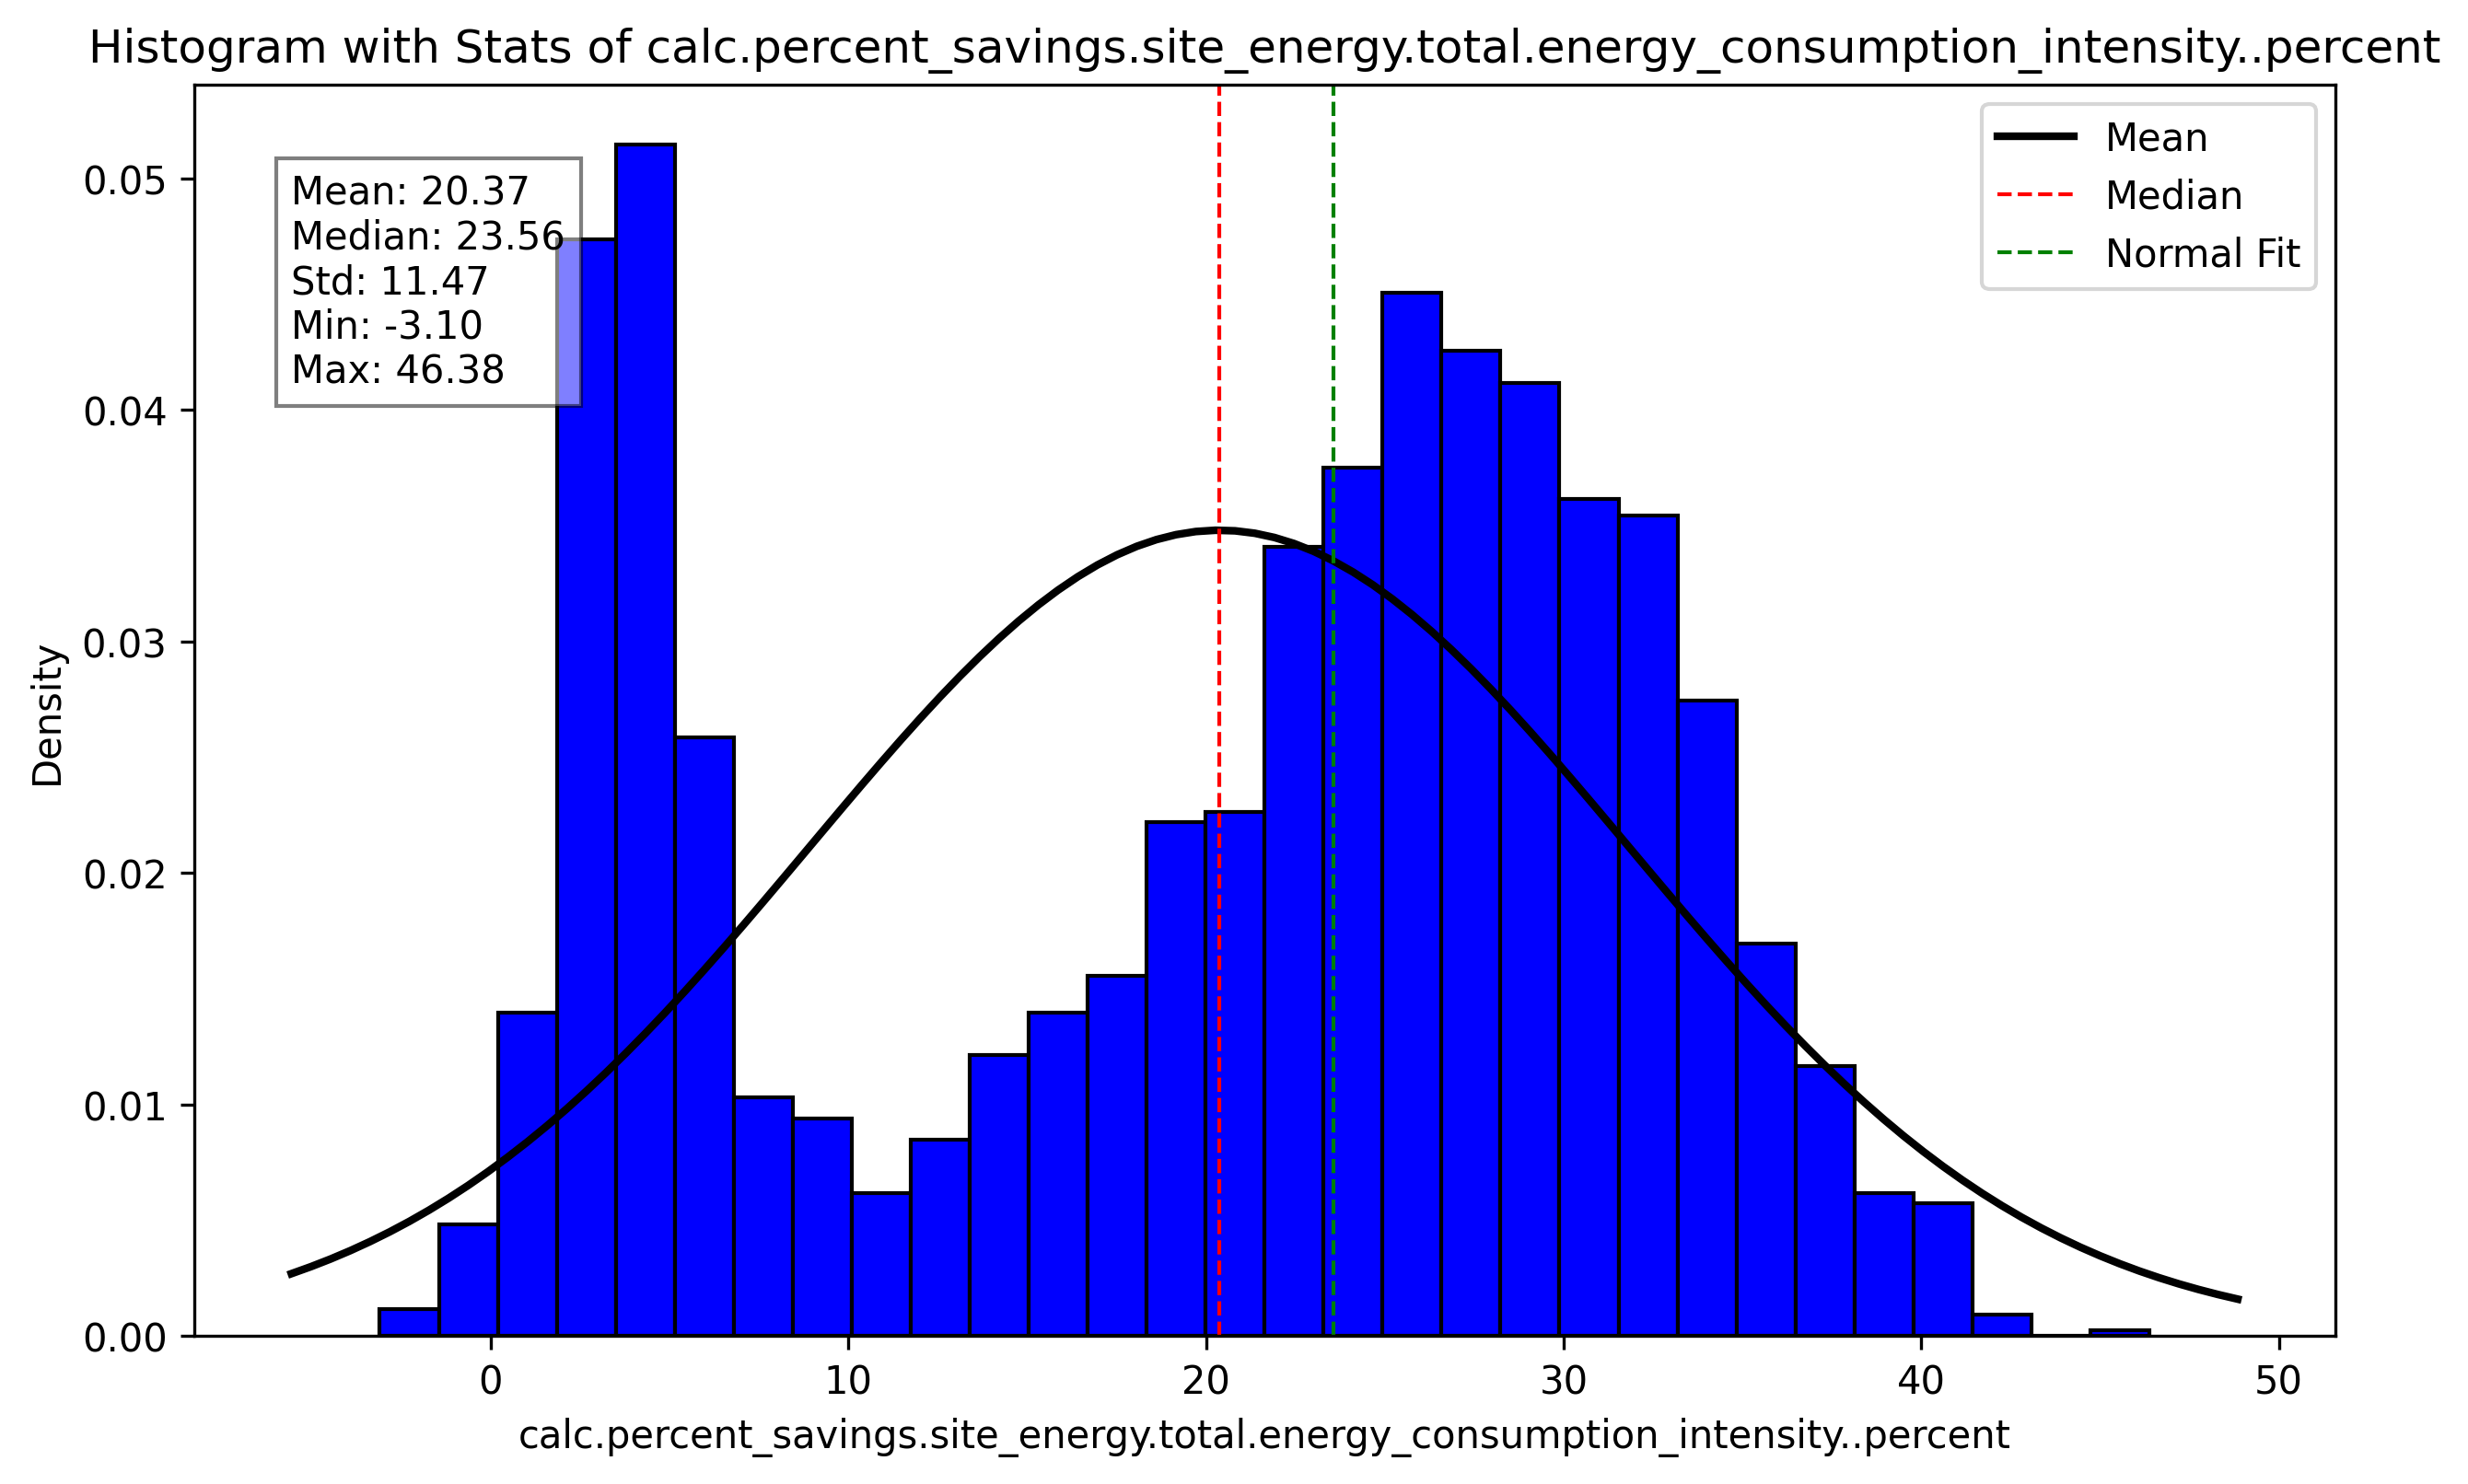 Histogram with Stats of calc.percent_savings.site_energy.total.energy_consumption_intensity..percent
Mean: 20.37
Median: 23.56
Std: 11.47
Min: -3.10
Max: 46.38
Mean
Median
Normal Fit
Density
0.05
0.04
0.03
0.02
0.01
0.00
0 10 20 30 40 50
calc.percent_savings.site_energy.total.energy_consumption_intensity..percent